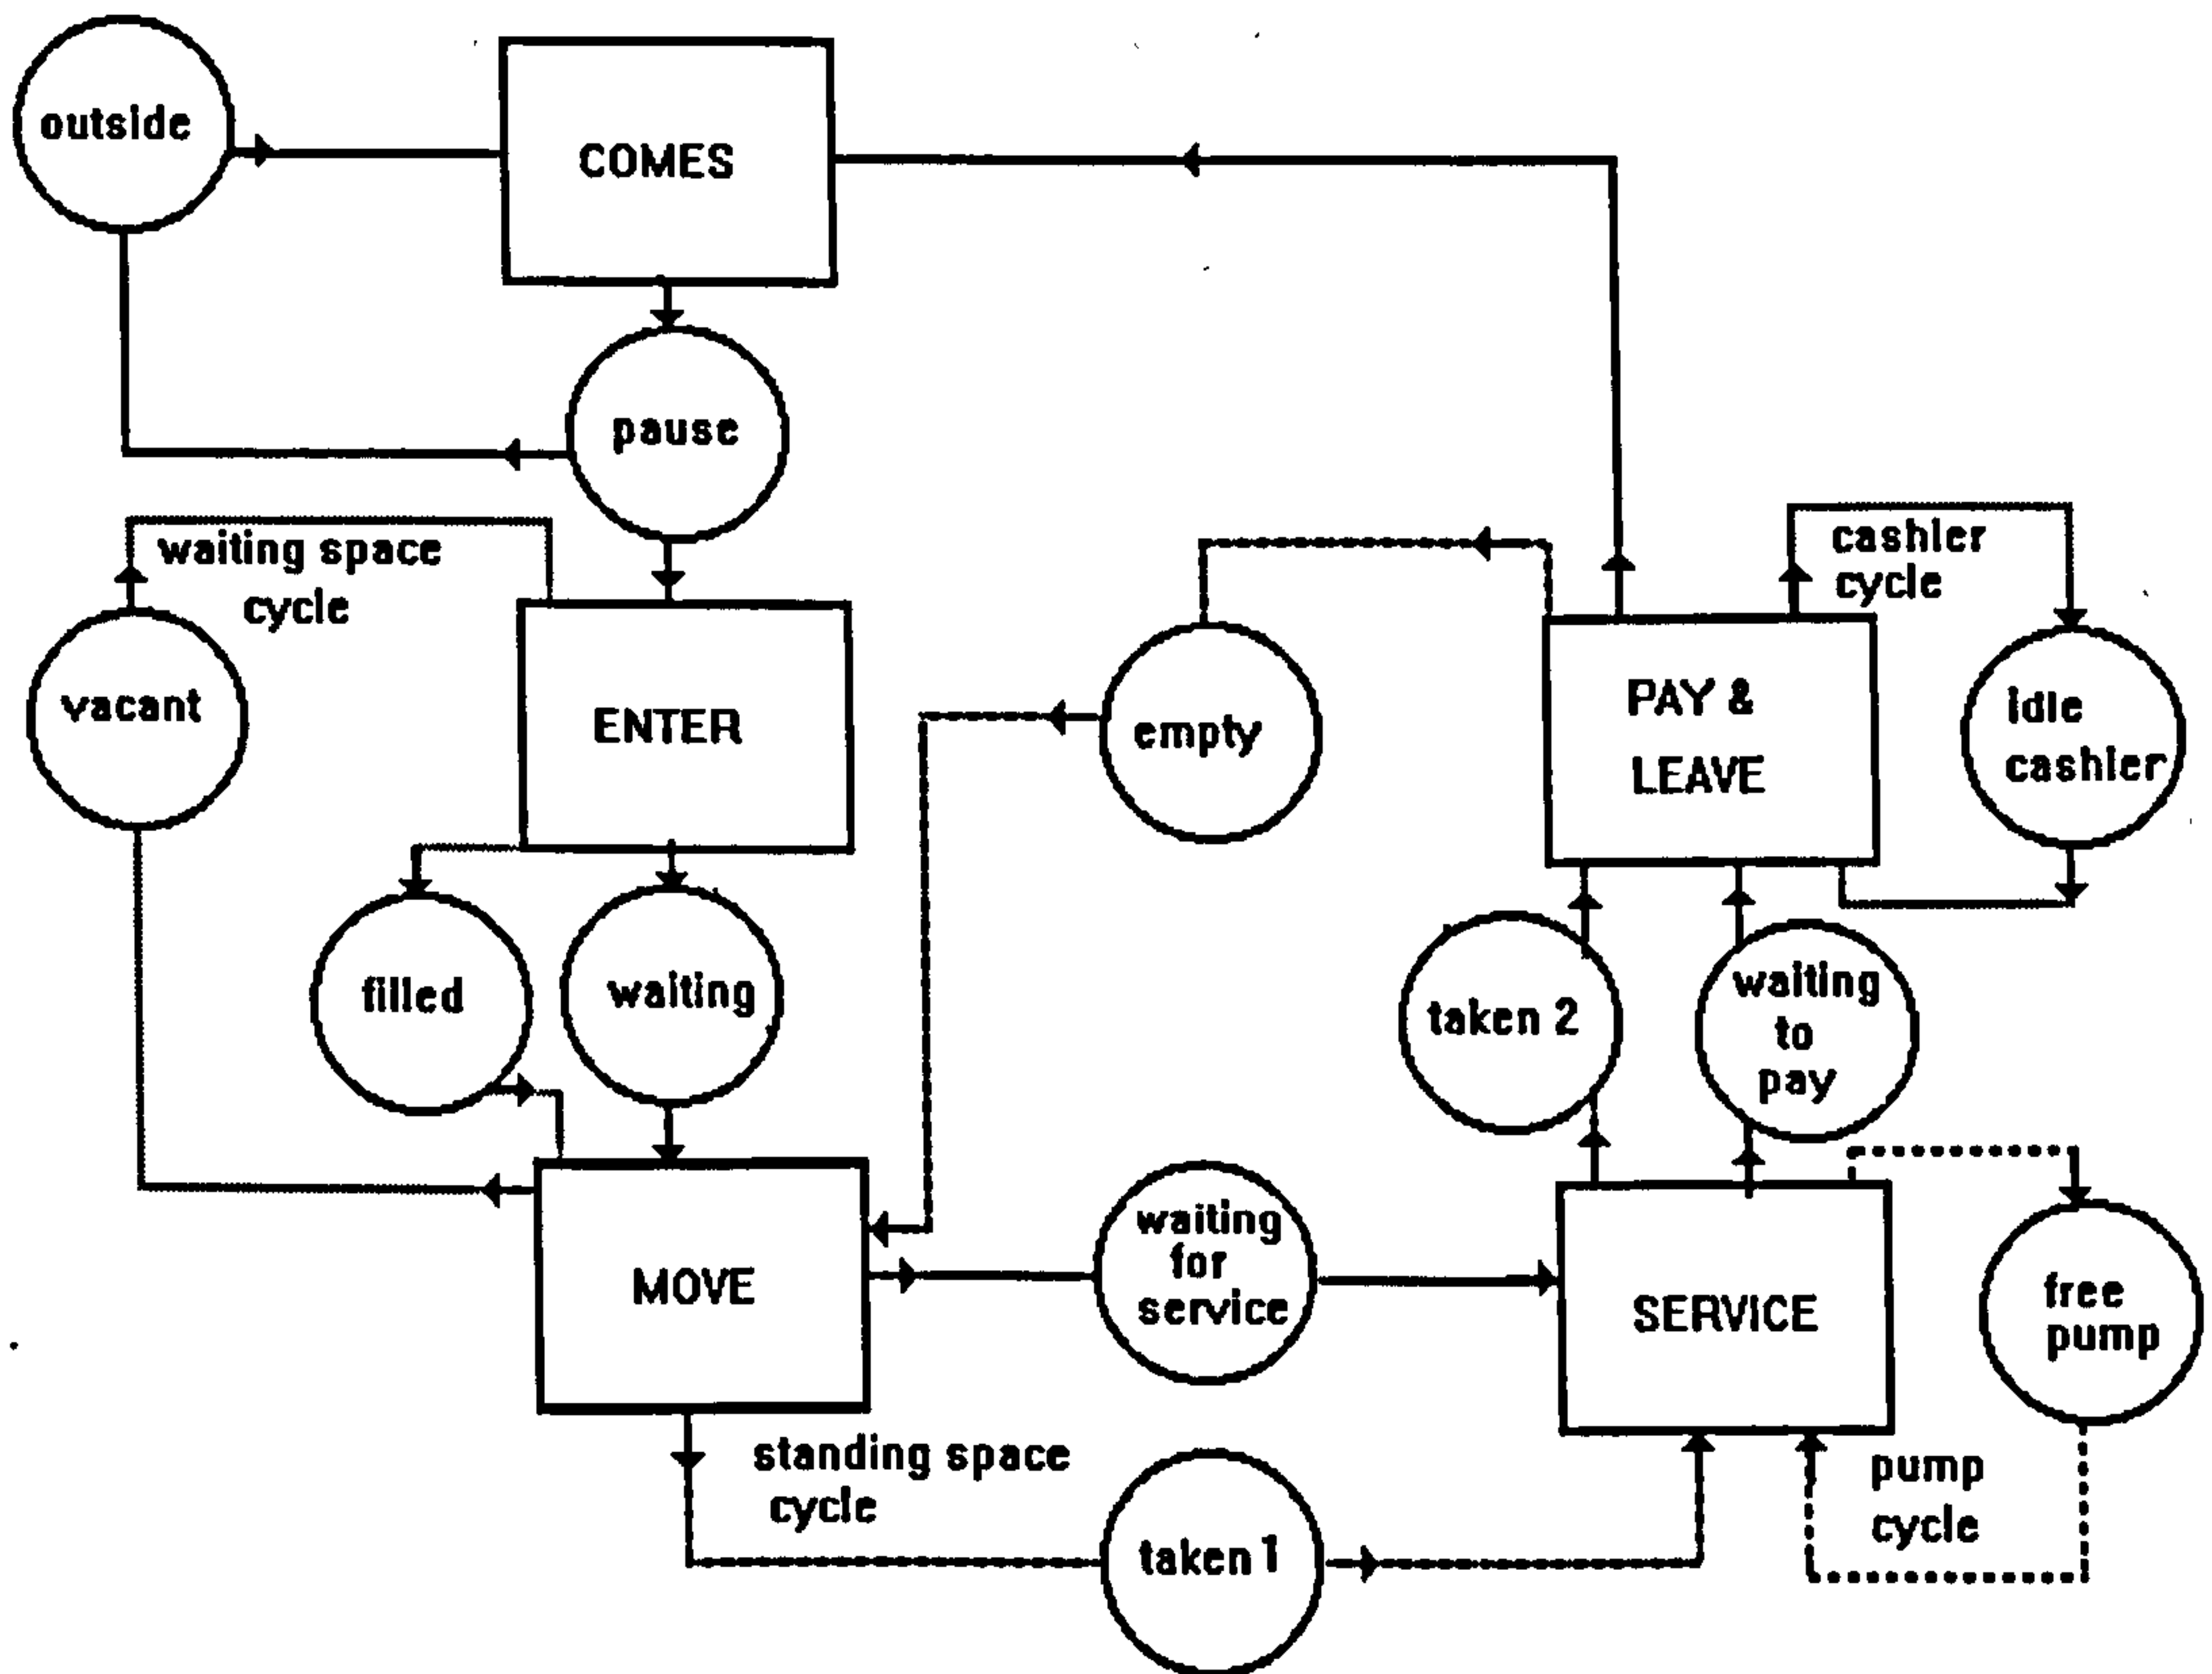 outside
COMES
pause
waiting space
cycle
cashier
cycle
vacant
ENTER
empty
PAY &
LEAVE
idle
cashier
filled
waiting
taken 2
waiting
to
pay
MOVE
waiting
for
service
SERVICE
free
pump
standing space
cycle
taken 1
pump
cycle